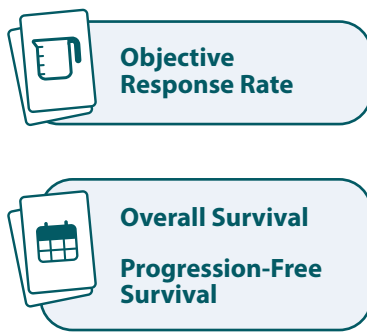 Objective
Response Rate
Overall Survival
Progression-Free
Survival